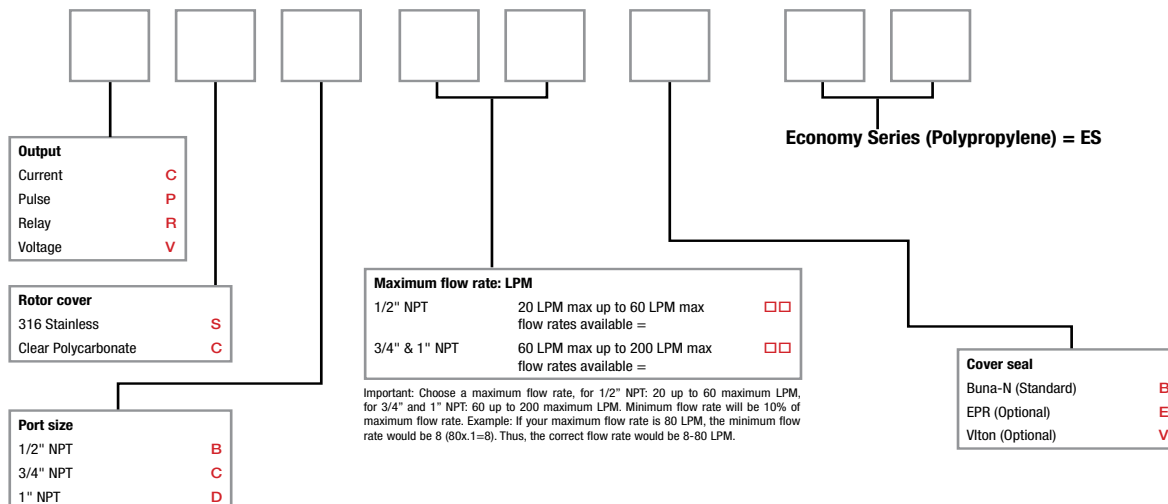 Economy Series (Polypropylene) = ES
Output
Current C
Pulse P
Relay R
Voltage V
Rotor cover
316 Stainless S
Clear Polycarbonate C
Port size
1/2" NPT B
3/4" NPT C
1" NPT D
Maximum flow rate: LPM
1/2" NPT 20 LPM max up to 60 LPM max □□
flow rates available =
3/4" & 1" NPT 60 LPM max up to 200 LPM max □□
flow rates available =
Important: Choose a maximum flow rate, for 1/2” NPT: 20 up to 60 maximum LPM,
for 3/4” and 1” NPT: 60 up to 200 maximum LPM. Minimum flow rate will be 10% of
maximum flow rate. Example: If your maximum flow rate is 80 LPM, the minimum flow
rate would be 8 (80x.1=8). Thus, the correct flow rate would be 8-80 LPM.
Cover seal
Buna-N (Standard) B
EPR (Optional) E
Viton (Optional) V